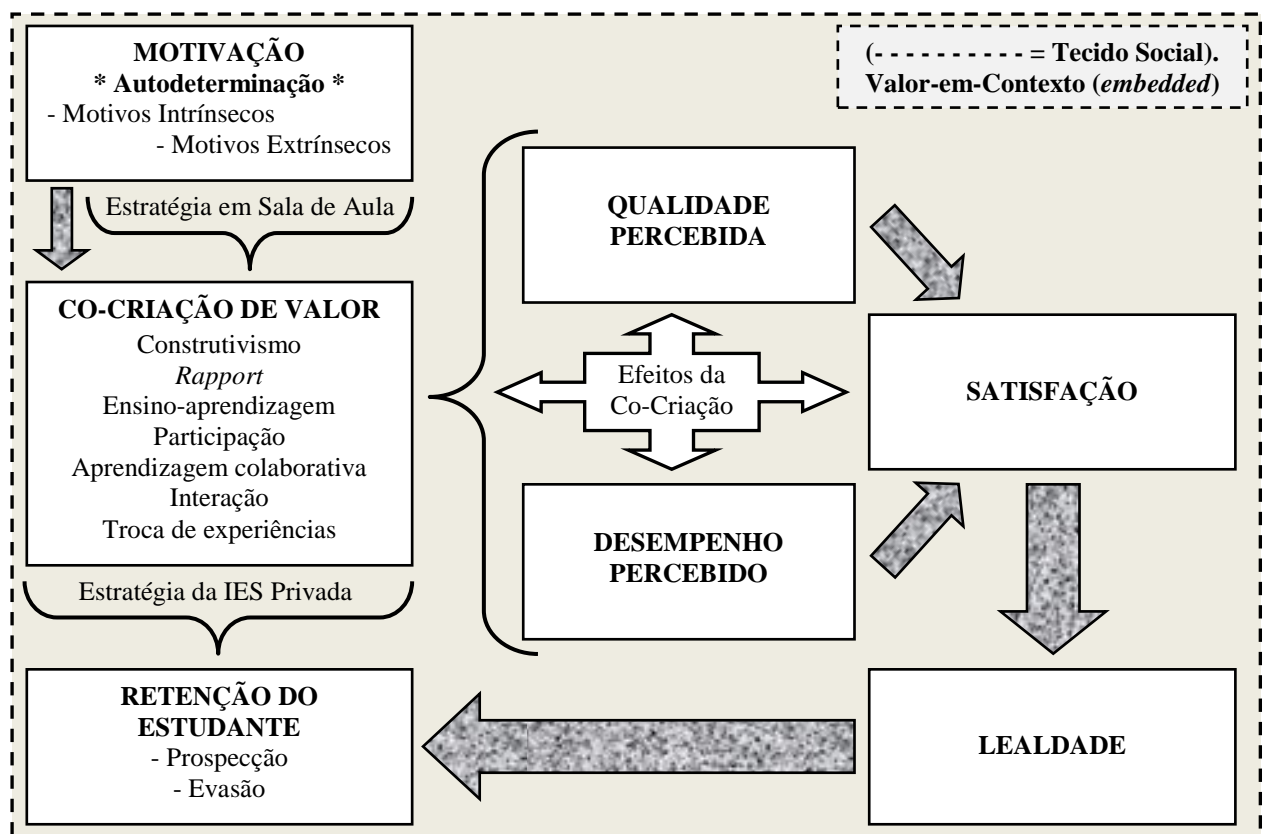 MOTIVAÇÃO
* Autodeterminação *
- Motivos Intrínsecos
- Motivos Extrínsecos
(- - - - - - - - - - = Tecido Social).
Valor-em-Contexto (embedded)
Estratégia em Sala de Aula
QUALIDADE
PERCEBIDA
CO-CRIAÇÃO DE VALOR
Construtivismo
Rapport
Ensino-aprendizagem
Participação
Aprendizagem colaborativa
Interação
Troca de experiências
Efeitos da
Co-Criação
SATISFAÇÃO
DESEMPENHO
PERCEBIDO
Estratégia da IES Privada
RETENÇÃO DO
ESTUDANTE
- Prospecção
- Evasão
LEALDADE